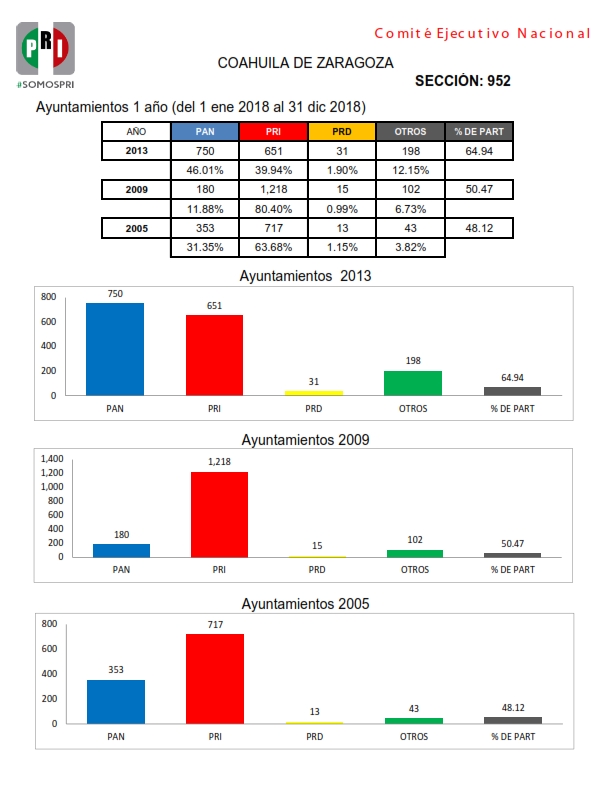 Comité Ejecutivo Nacional
PRI
#SOMOSPRI
COAHUILA DE ZARAGOZA
SECCIÓN: 952
Ayuntamientos 1 año (del 1 ene 2018 al 31 dic 2018)
AÑO PAN PRI PRD OTROS % DE PART
2013 750 651 31 198 64.94
46.01% 39.94% 1.90% 12.15%
2009 180 1,218 15 102 50.47
11.88% 80.40% 0.99% 6.73%
2005 353 717 13 43 48.12
31.35% 63.68% 1.15% 3.82%
Ayuntamientos 2013
800
600
400
200
0
750 651 31 198 64.94
PAN PRI PRD OTROS % DE PART
Ayuntamientos 2009
1,400
1,200
1,000
800
600
400
200
0
180 1,218 15 102 50.47
PAN PRI PRD OTROS % DE PART
Ayuntamientos 2005
800
600
400
200
0
353 717 13 43 48.12
PAN PRI PRD OTROS % DE PART